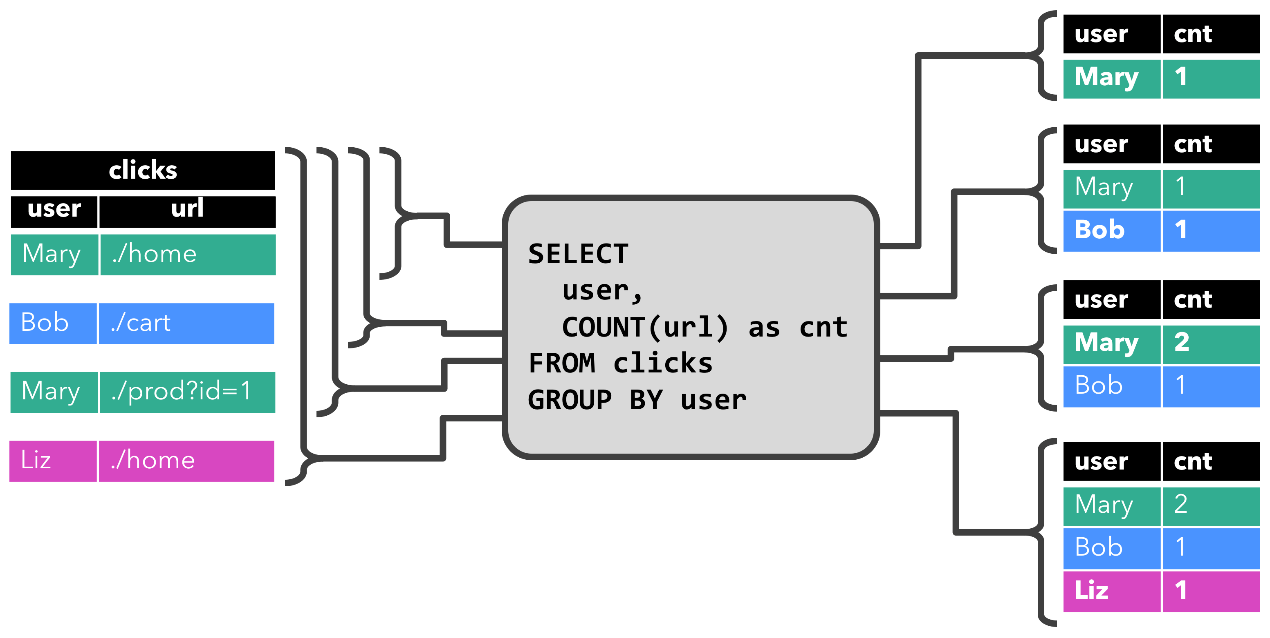 clicks
user url
Mary ./home
Bob ./cart
Mary ./prod?id=1
Liz ./home
SELECT
user,
COUNT(url) as cnt
FROM clicks
GROUP BY user
user cnt
Mary 1
user cnt
Mary 1
Bob 1
user cnt
Mary 2
Bob 1
user cnt
Mary 2
Bob 1
Liz 1